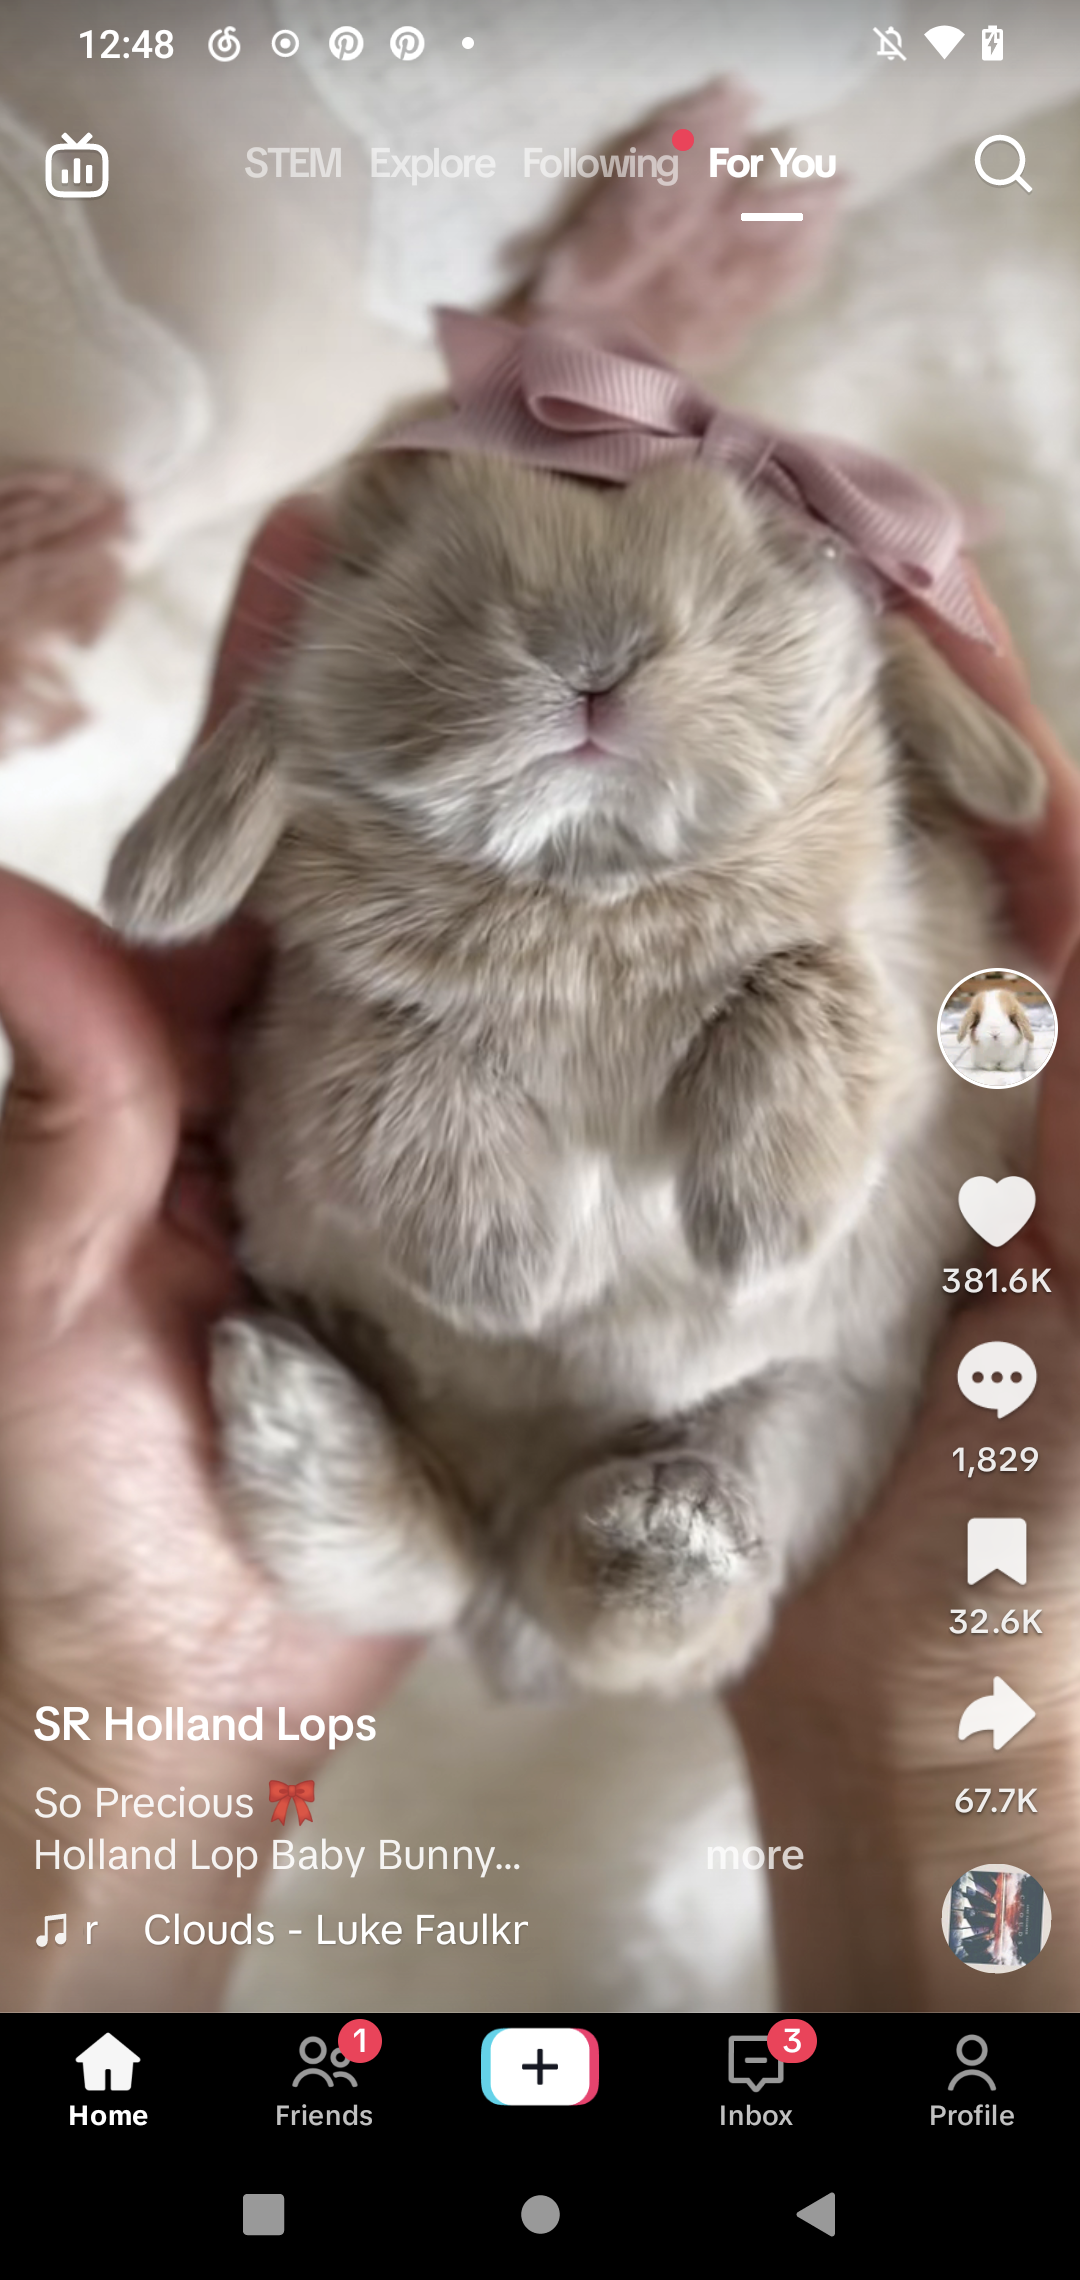 12:48
STEM Explore Following For You
381.6K
1,829
32.6K
67.7K
SR Holland Lops
So Precious 🎀
Holland Lop Baby Bunny... more
r Clouds - Luke Faulkr
1
3
Home Friends Inbox Profile